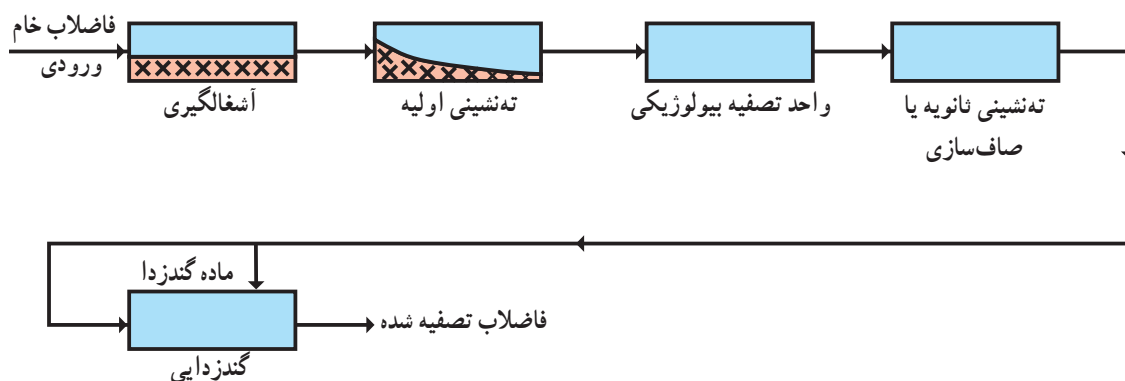 فاضلاب خام
ورودی
آشغالگیری
ته‌نشینی اولیه
واحد تصفیه بیولوژیکی
ته‌نشینی ثانویه یا
صاف‌سازی
ماده گندزدا
گندزدایی
فاضلاب تصفیه شده